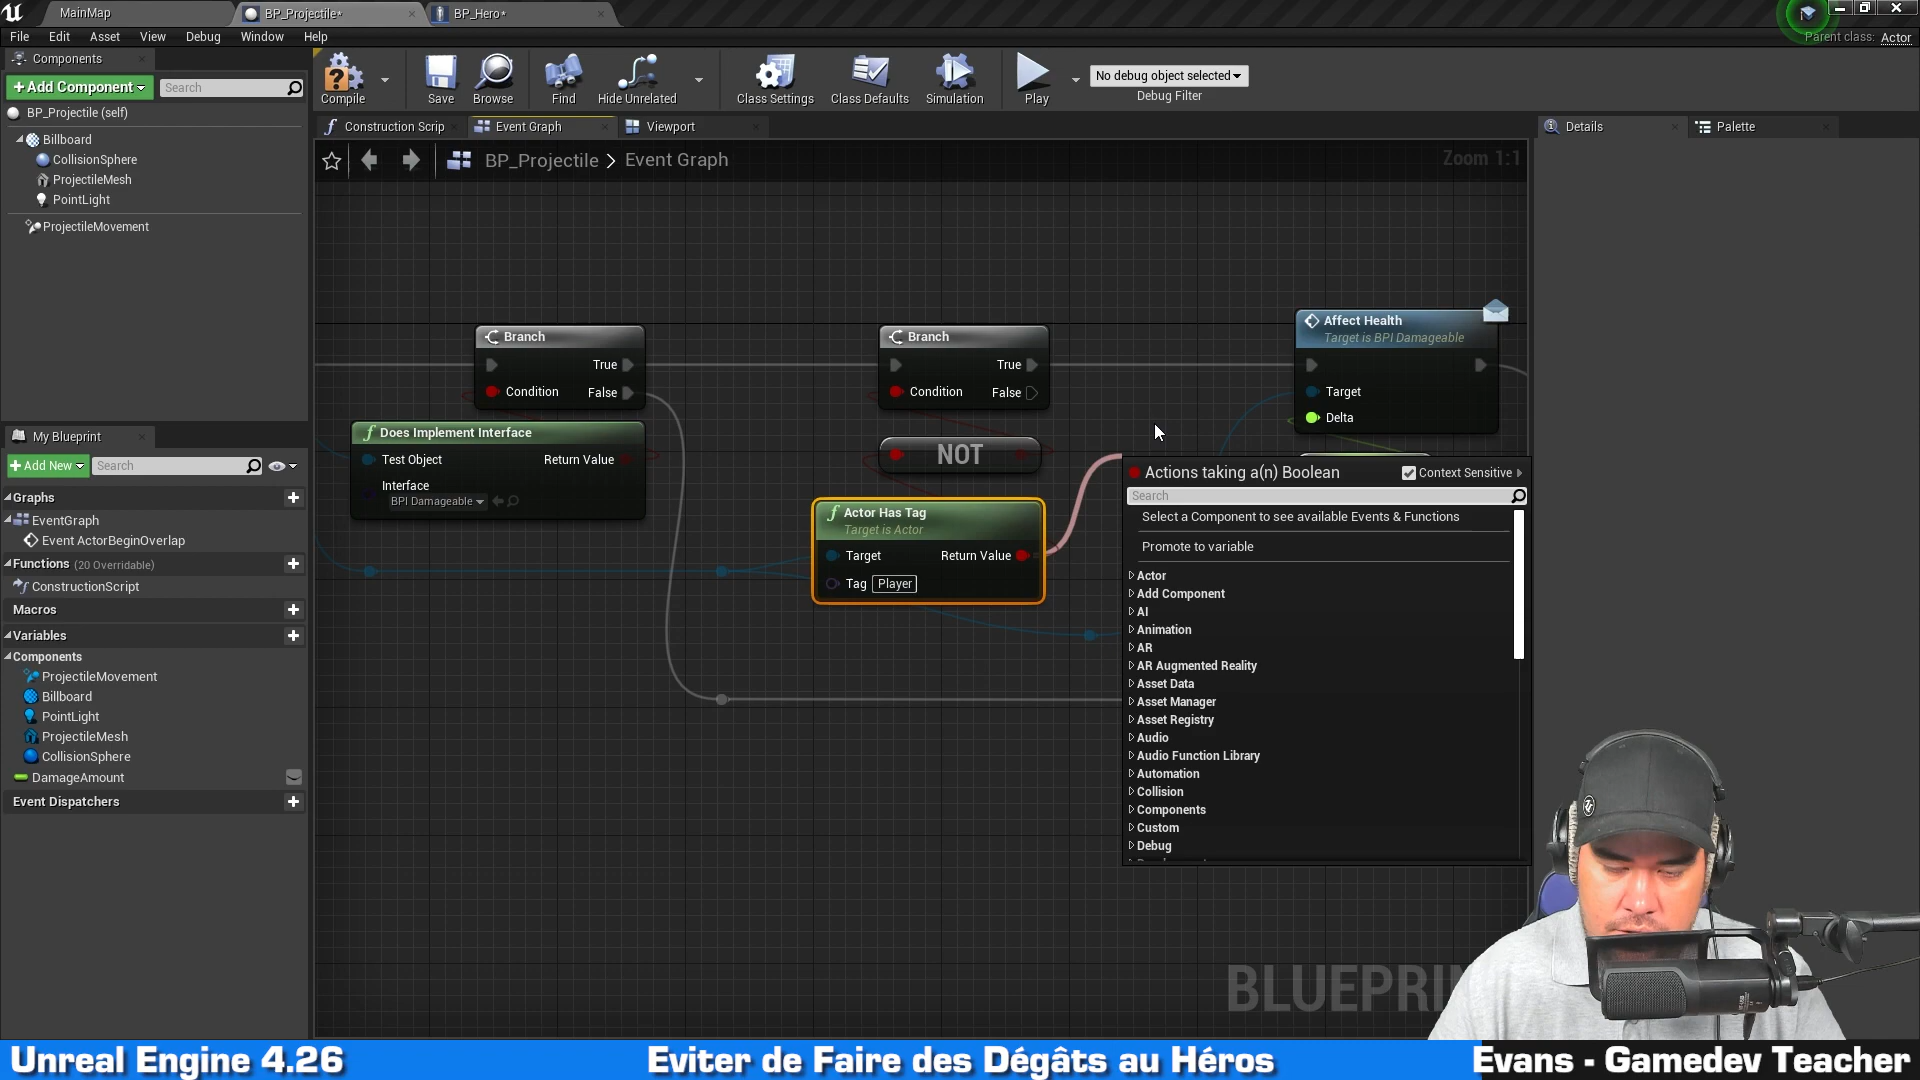 MainMap
BP_Projectile*
BP_Hero*
File Edit Asset View Debug Window Help
Parent class: Actor
Components
+Add Component
Search
BP_Projectile (self)
Billboard
CollisionSphere
ProjectileMesh
PointLight
ProjectileMovement
Compile
Save
Browse
Find
Hide Unrelated
Class Settings
Class Defaults
Simulation
Play
No debug object selected
Debug Filter
Construction Scrip
Event Graph
Viewport
Details
Palette
BP_Projectile > Event Graph
Zoom 1:1
Branch
True
Condition
False
Does Implement Interface
Test Object
Return Value
Interface
BPI Damageable
Branch
True
Condition
False
NOT
Actor Has Tag
Target is Actor
Target
Return Value
Tag
Player
Affect Health
Target is BPI Damageable
Target
Delta
Actions taking a(n) Boolean
Context Sensitive
Search
Select a Component to see available Events & Functions
Promote to variable
Actor
Add Component
AI
Animation
AR
AR Augmented Reality
Asset Data
Asset Manager
Asset Registry
Audio
Audio Function Library
Automation
Collision
Components
Custom
Debug
My Blueprint
+Add New
Search
Graphs
EventGraph
Event ActorBeginOverlap
Functions (20 Overridable)
ConstructionScript
Macros
Variables
Components
ProjectileMovement
Billboard
PointLight
ProjectileMesh
CollisionSphere
DamageAmount
Event Dispatchers
Unreal Engine 4.26
Eviter de Faire des Dégâts au Héros
Evans - Gamedev Teacher